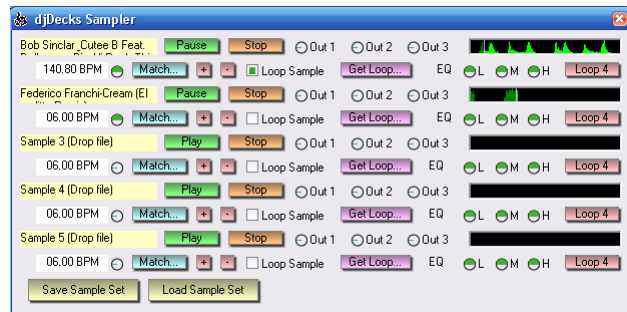 djDecks Sampler
Bob Sinclar_Cutee B Feat. Pause Stop Out 1 Out 2 Out 3
140.80 BPM Match... + - Loop Sample Get Loop... EQ L M H Loop 4
Federico Franchi-Cream (El Pause Stop Out 1 Out 2 Out 3
06.00 BPM Match... + - Loop Sample Get Loop... EQ L M H Loop 4
Sample 3 (Drop file) Play Stop Out 1 Out 2 Out 3
06.00 BPM Match... + - Loop Sample Get Loop... EQ L M H Loop 4
Sample 4 (Drop file) Play Stop Out 1 Out 2 Out 3
06.00 BPM Match... + - Loop Sample Get Loop... EQ L M H Loop 4
Sample 5 (Drop file) Play Stop Out 1 Out 2 Out 3
06.00 BPM Match... + - Loop Sample Get Loop... EQ L M H Loop 4
Save Sample Set Load Sample Set